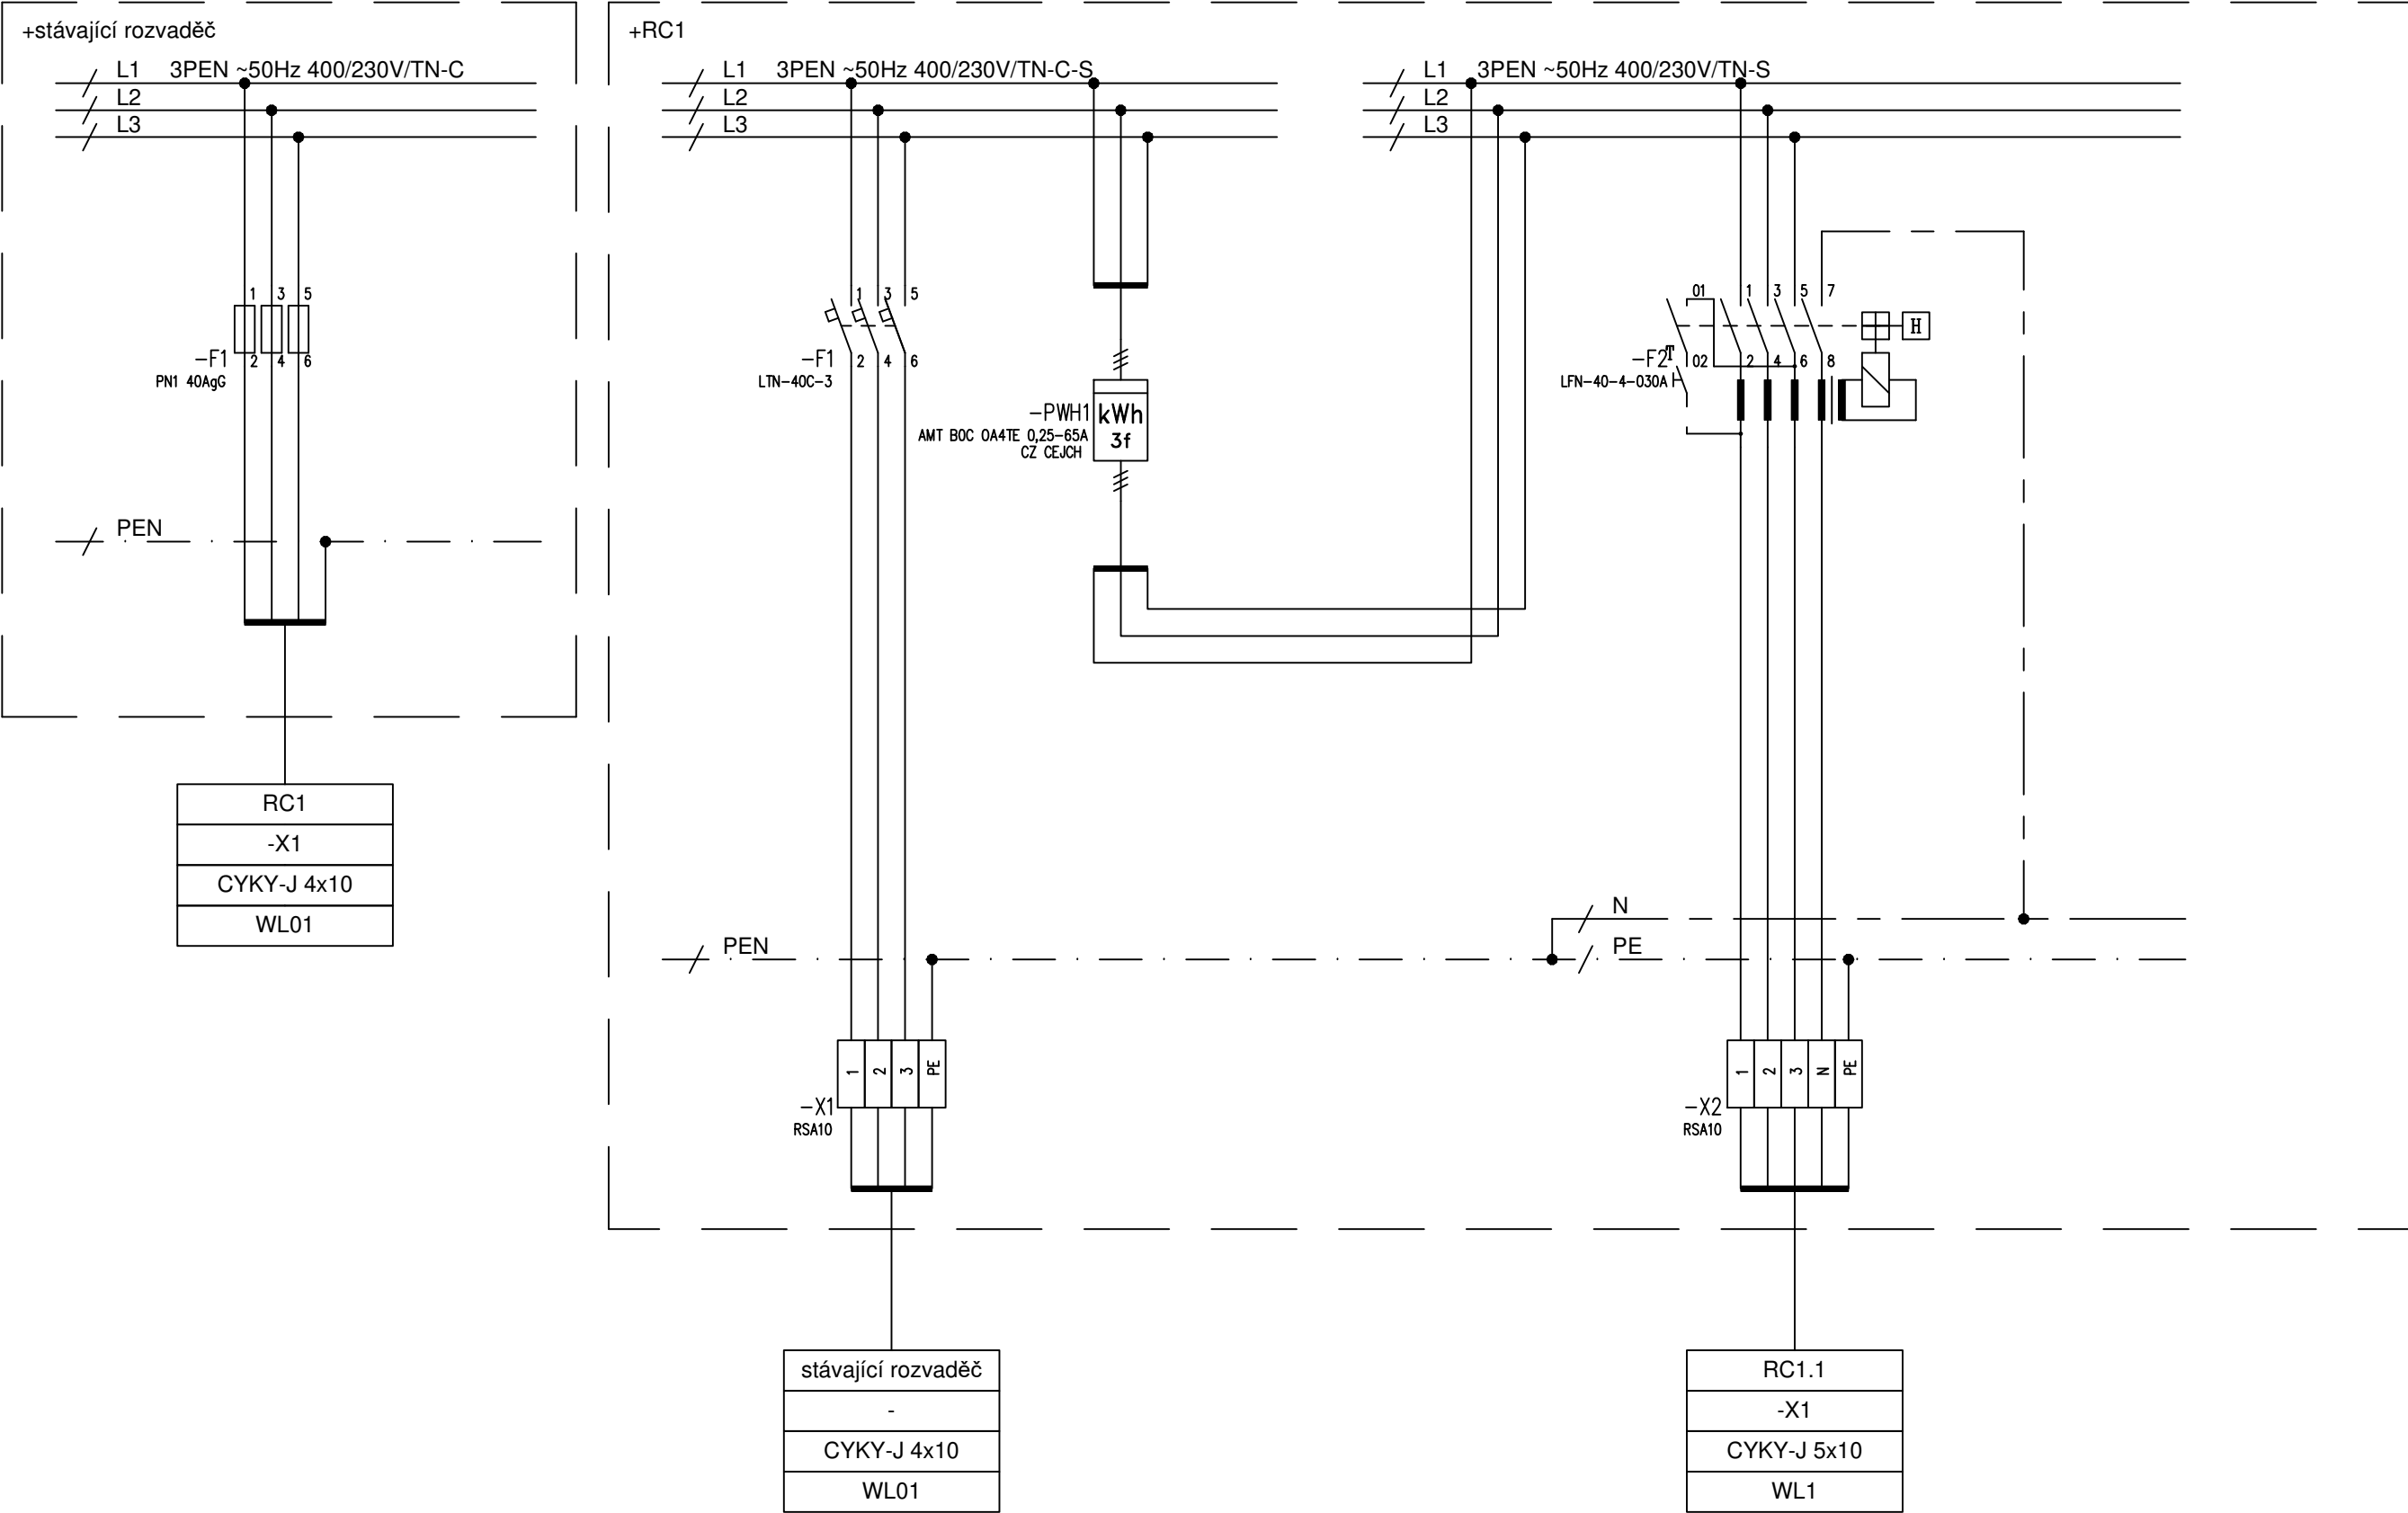 +stávající rozvaděč
L1 3PEN ~50Hz 400/230V/TN-C
L2
L3
1 3 5
-F1
2 4 6
PN1 40AgG
PEN
RC1
-X1
CYKY-J 4x10
WL01
+RC1
L1 3PEN ~50Hz 400/230V/TN-C-S
L2
L3
1 3 5
-F1
2 4 6
LTN-40C-3
-PWH1
AMT B0C 0A4TE 0,25-65A
CZ CEJCH
kWh
3f
PEN
1 2 3 PE
-X1
RSA10
stávající rozvaděč
-
CYKY-J 4x10
WL01
L1 3PEN ~50Hz 400/230V/TN-S
L2
L3
01 1 3 5 7
H
T
-F2
02 2 4 6 8
LFN-40-4-030A
N
PE
1 2 3 N PE
-X2
RSA10
RC1.1
-X1
CYKY-J 5x10
WL1